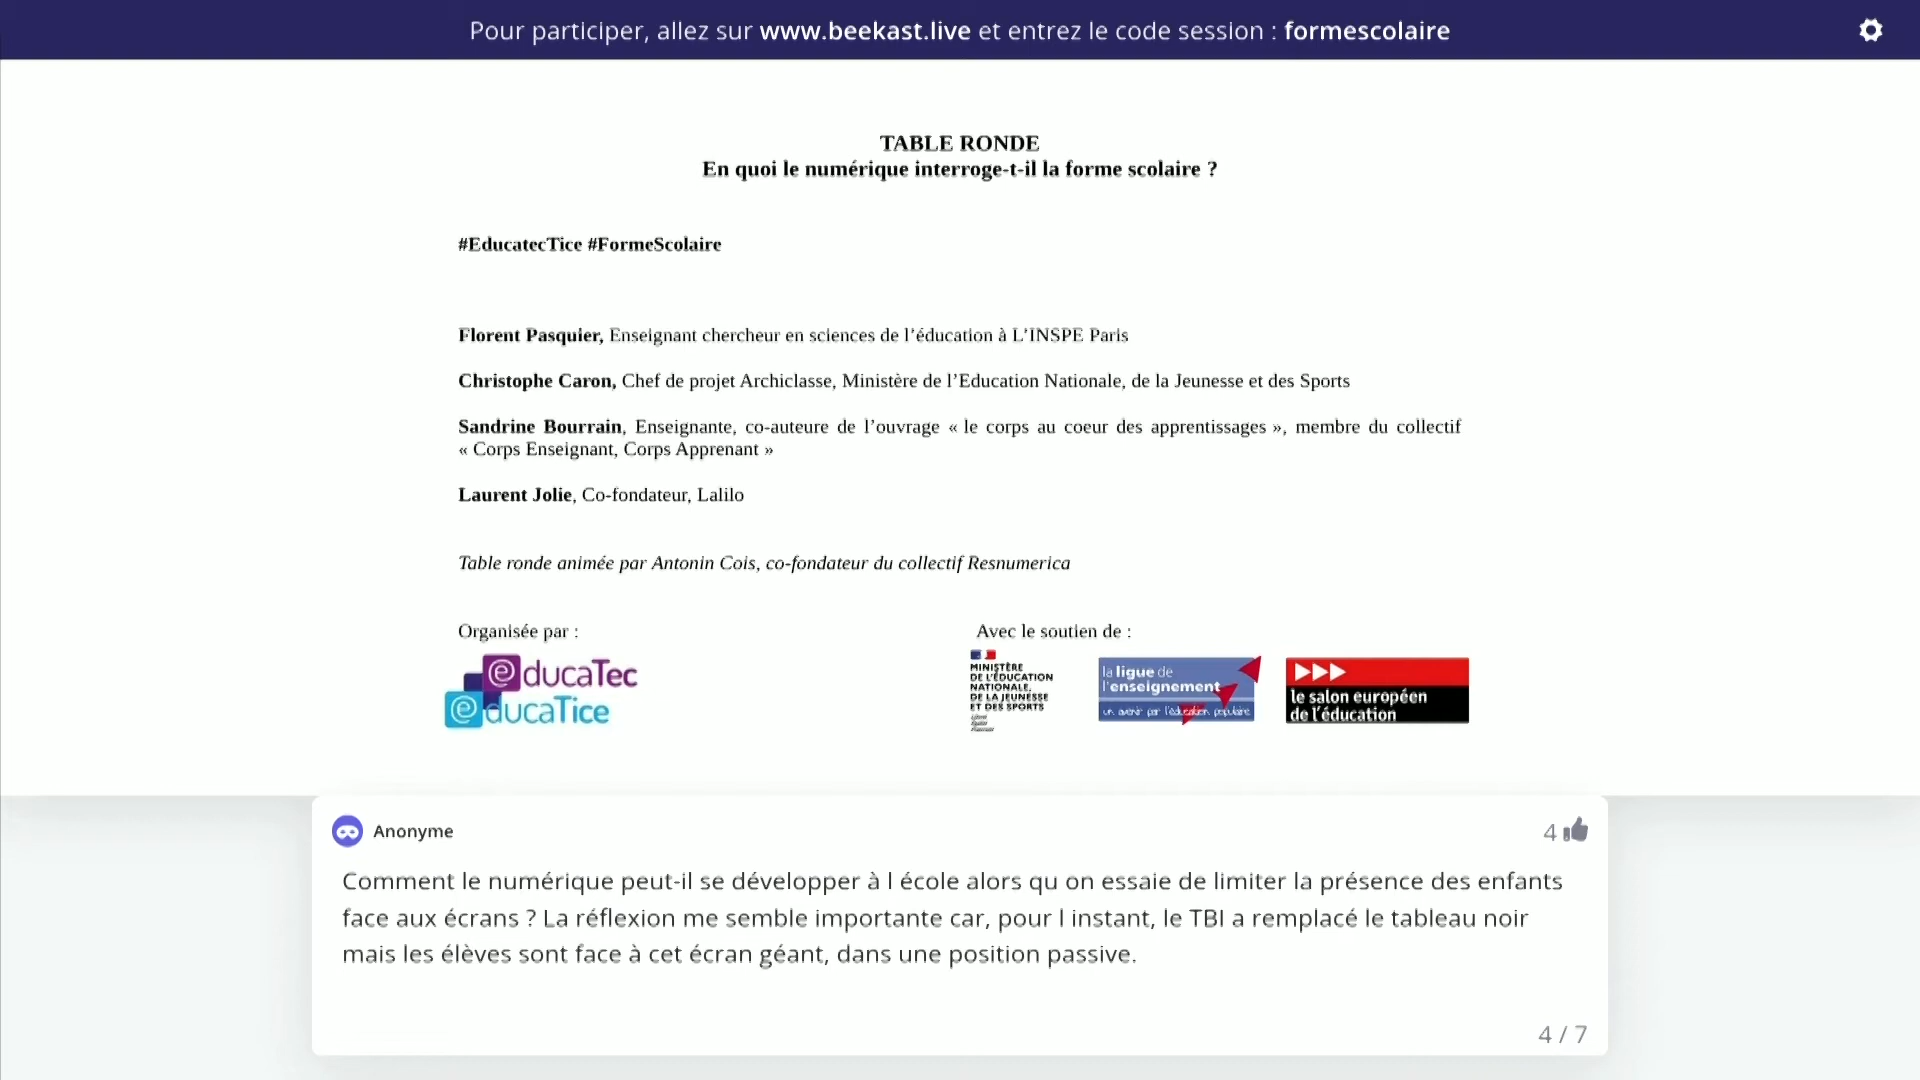 Pour participer, allez sur www.beekast.live et entrez le code session : formescolaire
TABLE RONDE
En quoi le numérique interroge-t-il la forme scolaire ?
#EducatecTice #FormeScolaire
Florent Pasquier, Enseignant chercheur en sciences de l’éducation à L’INSPE Paris
Christophe Caron, Chef de projet Archiclasse, Ministère de l’Education Nationale, de la Jeunesse et des Sports
Sandrine Bourrain, Enseignante, co-auteure de l’ouvrage « le corps au coeur des apprentissages », membre du collectif
« Corps Enseignant, Corps Apprenant »
Laurent Jolie, Co-fondateur, Lalilo
Table ronde animée par Antonin Cois, co-fondateur du collectif Resnumerica
Organisée par :
Avec le soutien de :
@ducaTec
@ducaTice
MINISTÈRE
DE L'ÉDUCATION
NATIONALE,
DE LA JEUNESSE
ET DES SPORTS
la ligue de
l'enseignement
un avenir par l'éducation populaire
le salon européen
de l'éducation
Anonyme
4
Comment le numérique peut-il se développer à l école alors qu on essaie de limiter la présence des enfants
face aux écrans ? La réflexion me semble importante car, pour l instant, le TBI a remplacé le tableau noir
mais les élèves sont face à cet écran géant, dans une position passive.
4 / 7